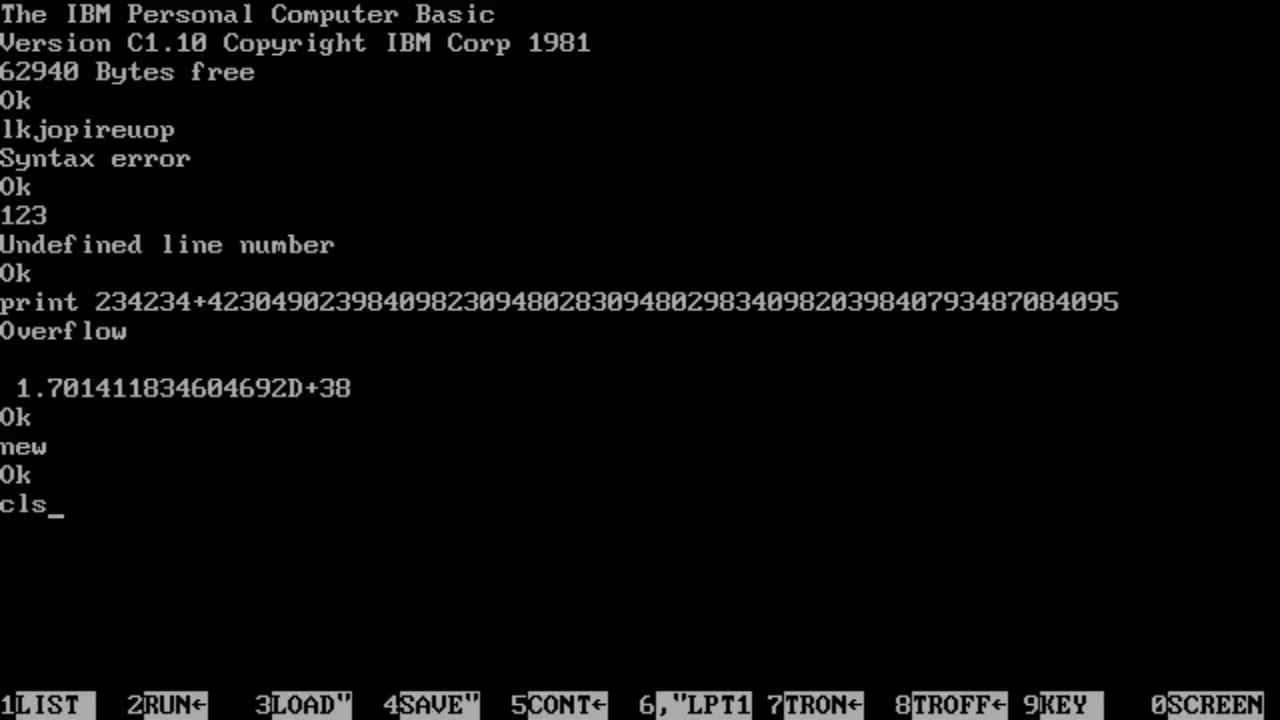 The IBM Personal Computer Basic
Version C1.10 Copyright IBM Corp 1981
62940 Bytes free
Ok
lkjopireuop
Syntax error
Ok
123
Undefined line number
Ok
print 234234+423049023984098230948028309480298340982039840793487084095
Overflow
1.701411834604692D+38
Ok
new
Ok
cls_
1LIST 2RUN← 3LOAD" 4SAVE" 5CONT← 6,"LPT1 7TRON← 8TROFF← 9KEY 0SCREEN